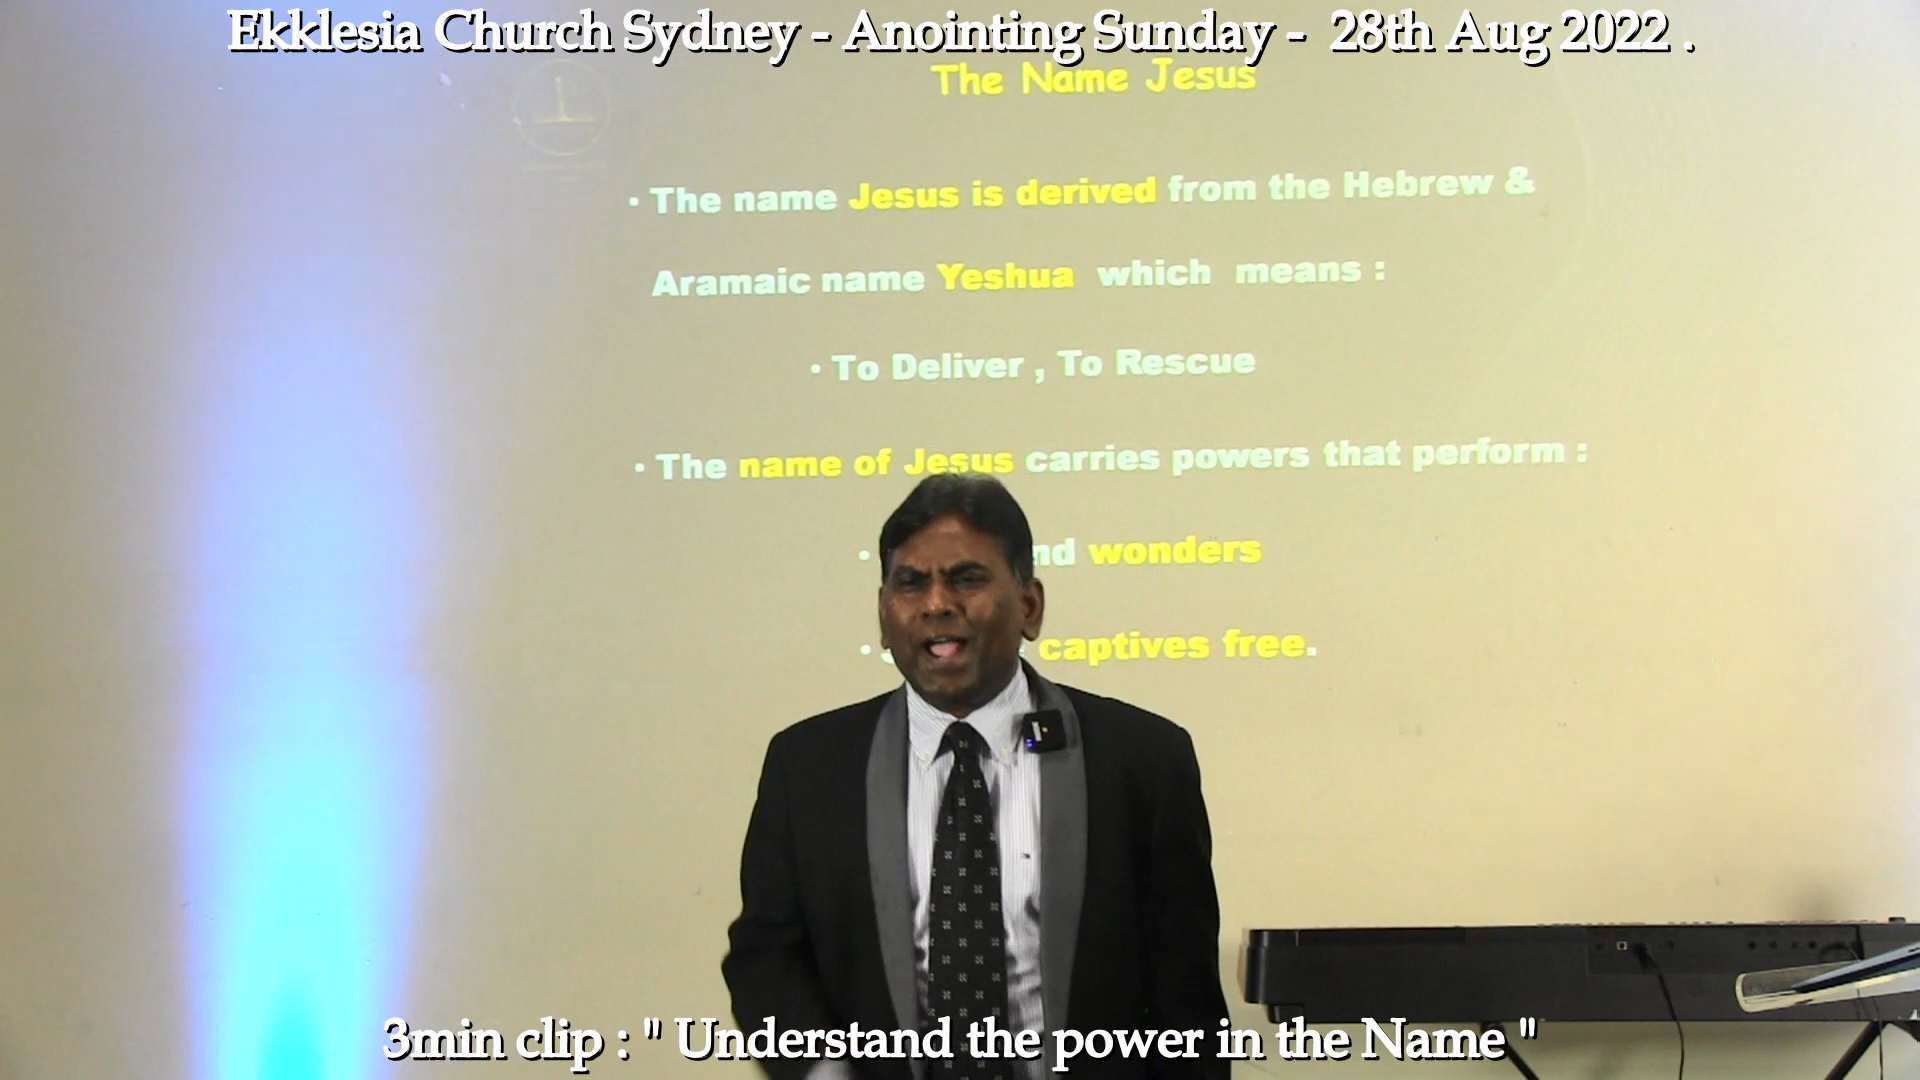 Ekklesia Church Sydney - Anointing Sunday - 28th Aug 2022 .
The Name Jesus
• The name Jesus is derived from the Hebrew &
Aramaic name Yeshua which means :
• To Deliver , To Rescue
• The name of Jesus carries powers that perform :
• wonders
• captives free.
3min clip : " Understand the power in the Name "